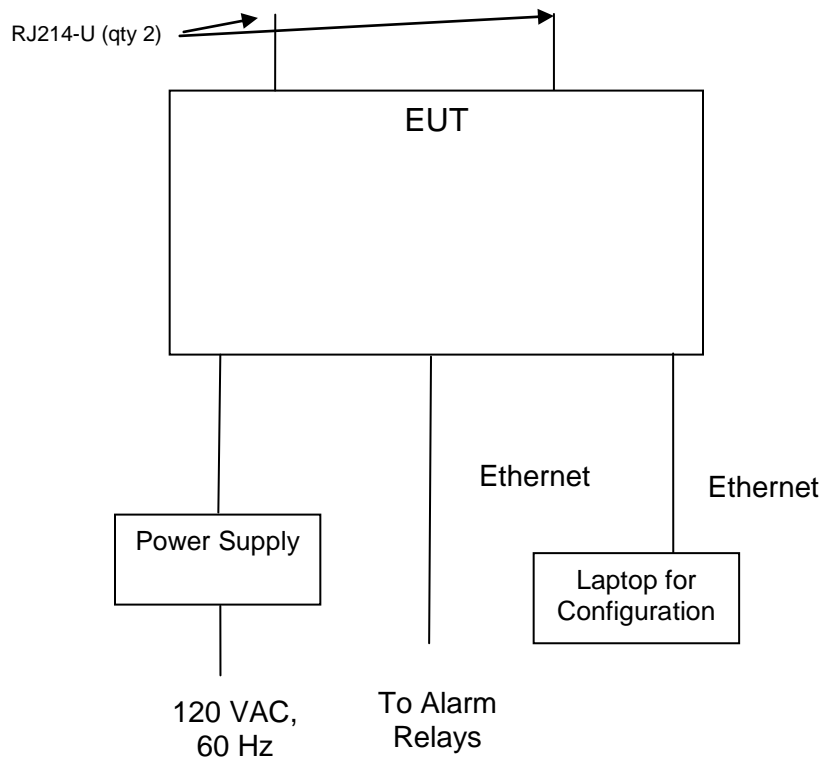 RJ214-U (qty 2)
EUT
Ethernet
Ethernet
Power Supply
Laptop for
Configuration
120 VAC,
60 Hz
To Alarm
Relays